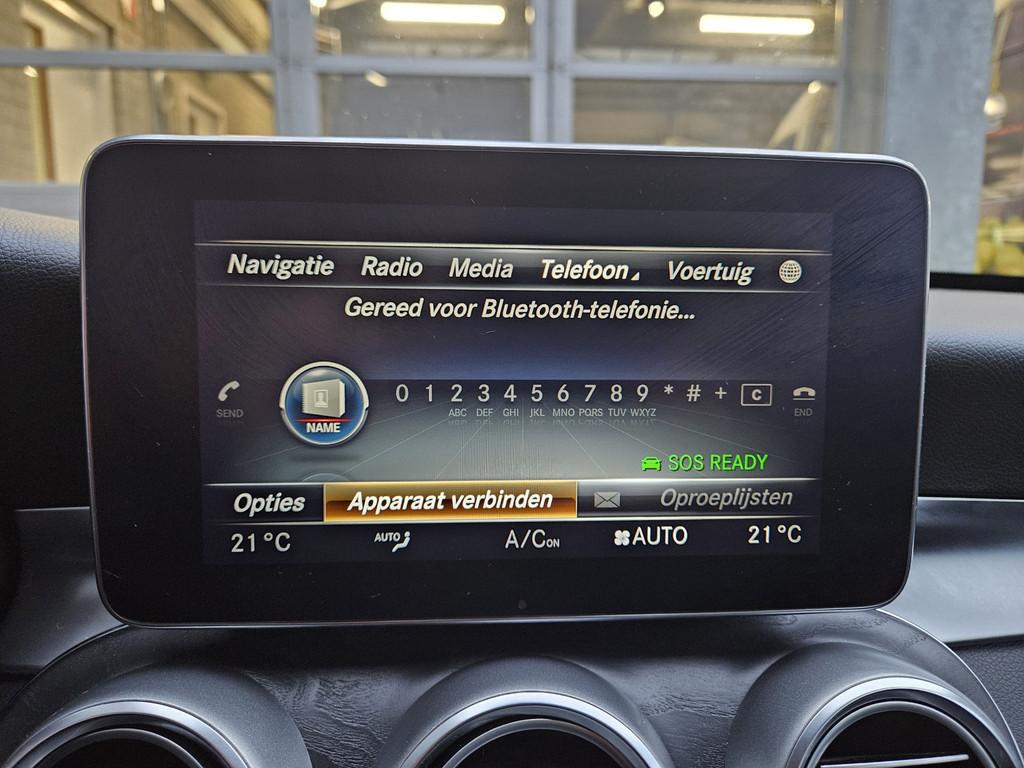 Navigatie Radio Media Telefoon Voertuig
Gereed voor Bluetooth-telefonie...
SEND NAME 0 1 2 3 4 5 6 7 8 9 * # + C END
ABC DEF GHI JKL MNO PQRS TUV WXYZ
SOS READY
Opties Apparaat verbinden Oproeplijsten
21°C AUTO A/C ON AUTO 21°C